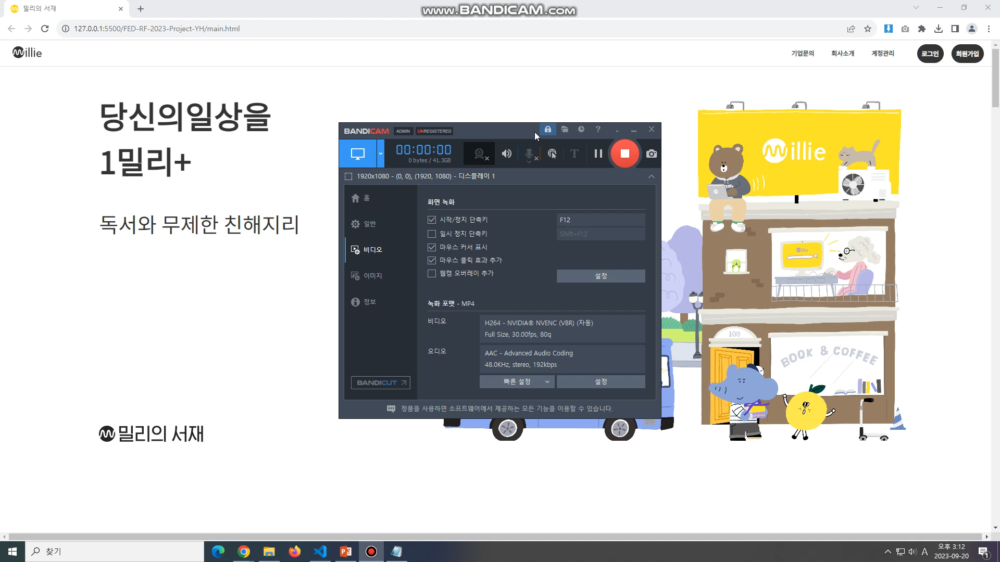 밀리의 서재
www.BANDICAM.com
127.0.0.1:5500/FED-RF-2023-Project-YH/main.html
Millie
기업문의
회사소개
계정관리
로그인
회원가입
당신의일상을
1밀리+
독서와 무제한 친해지리
밀리의 서재
BANDICAM
ADMIN
UNREGISTERED
00:00:00
0 bytes / 41.3GB
1920x1080 - (0, 0), (1920, 1080) - 디스플레이 1
홈
일반
비디오
이미지
정보
BANDICUT
화면 녹화
시작/정지 단축키
F12
일시 정지 단축키
Shift+F12
마우스 커서 표시
마우스 클릭 효과 추가
웹캠 오버레이 추가
설정
녹화 포맷 - MP4
비디오
H264 - NVIDIA® NVENC (VBR) (자동)
Full Size, 30.00fps, 80q
오디오
AAC - Advanced Audio Coding
48.0KHz, stereo, 192kbps
빠른 설정
설정
정품을 사용하면 소프트웨어에서 제공하는 모든 기능을 이용할 수 있습니다.
Millie
Millie
100
BOOK & COFFEE
찾기
A
오후 3:12
2023-09-20
1